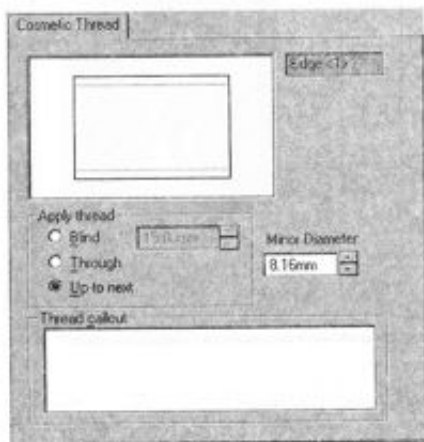 Cosmetic Thread
Edge <1>
Apply thread
Blind
Through
Up to next
Minor Diameter
8.16mm
Thread callout